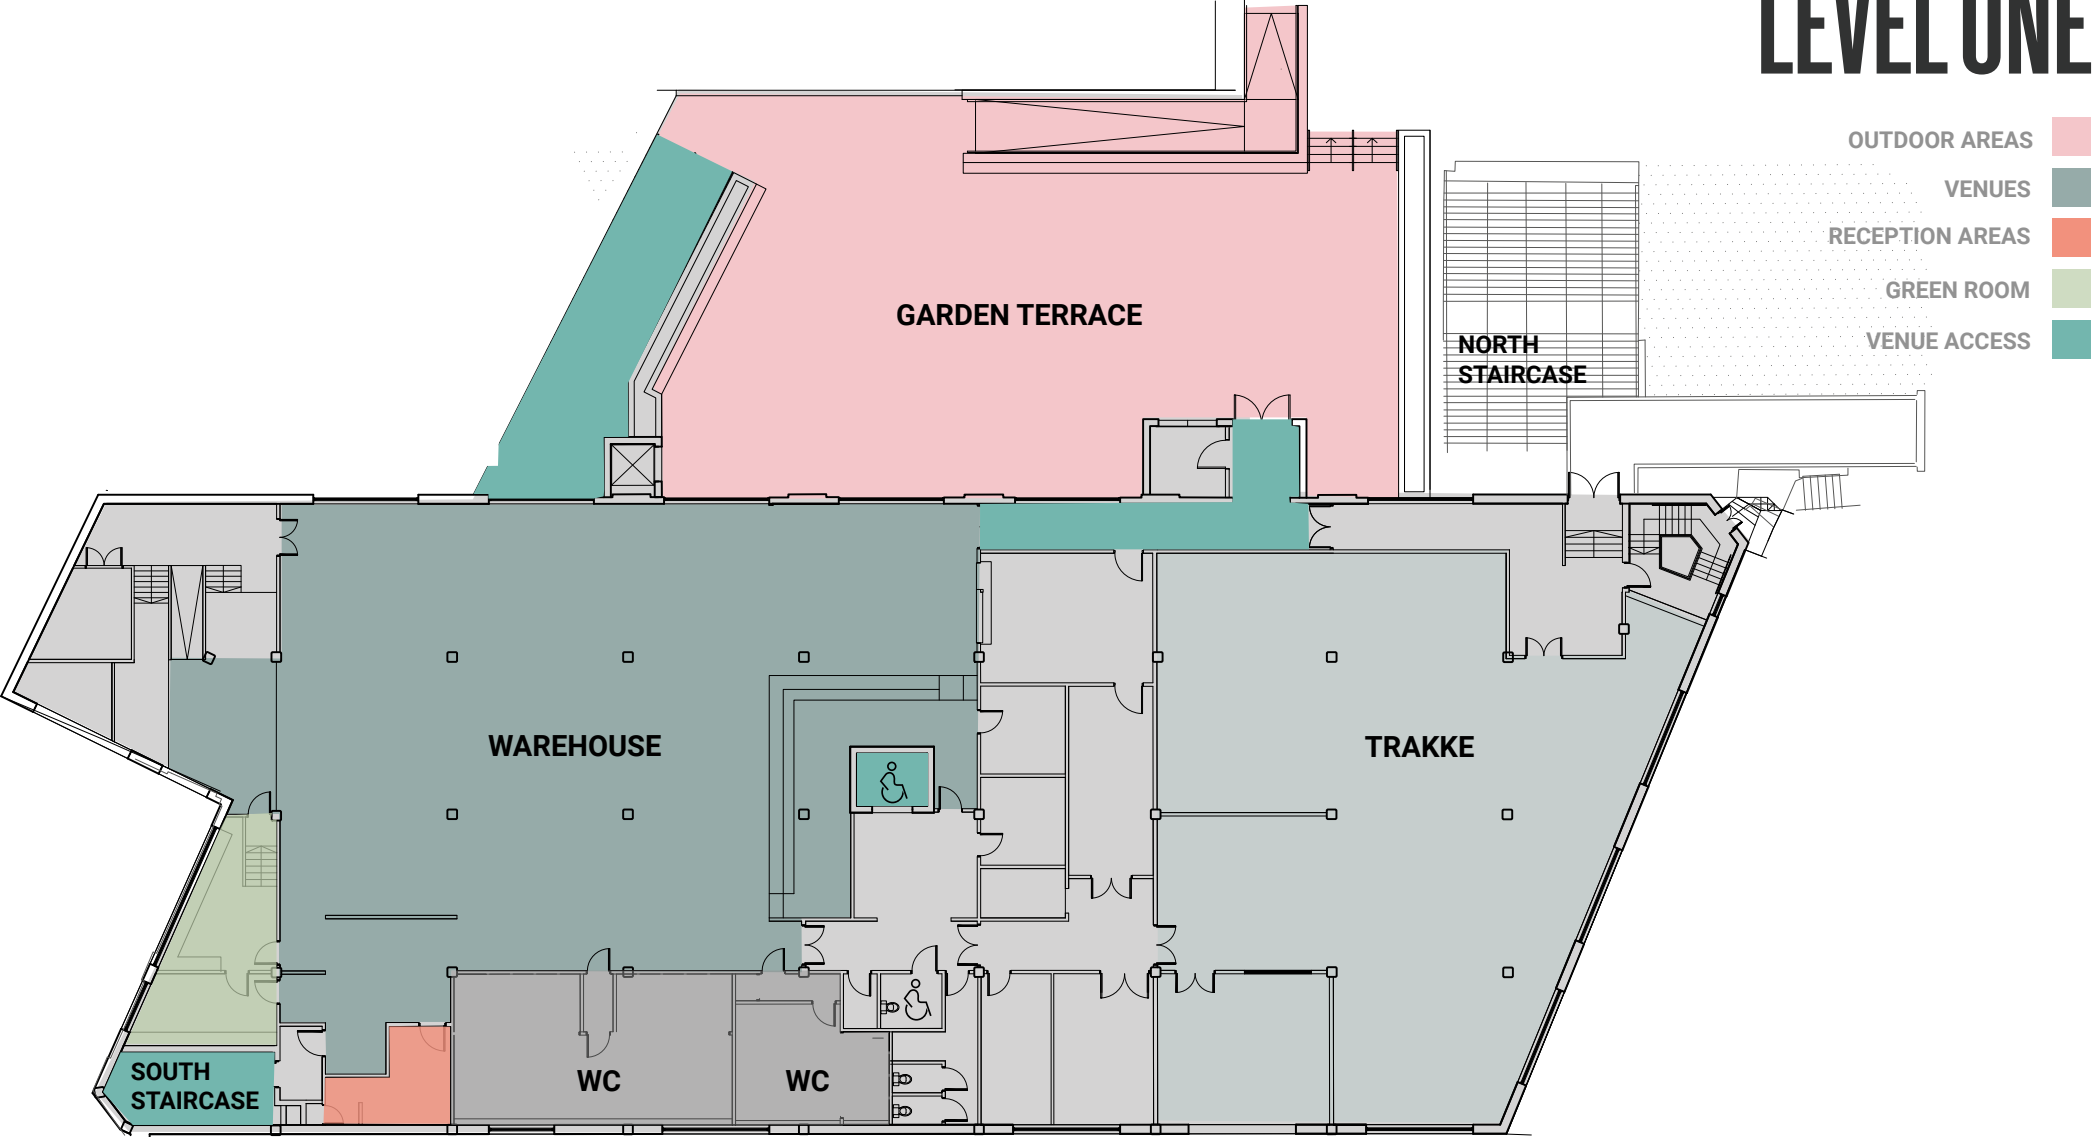 LEVEL ONE
OUTDOOR AREAS
VENUES
RECEPTION AREAS
GREEN ROOM
VENUE ACCESS
GARDEN TERRACE
NORTH
STAIRCASE
WAREHOUSE
TRAKKE
SOUTH
STAIRCASE
WC
WC